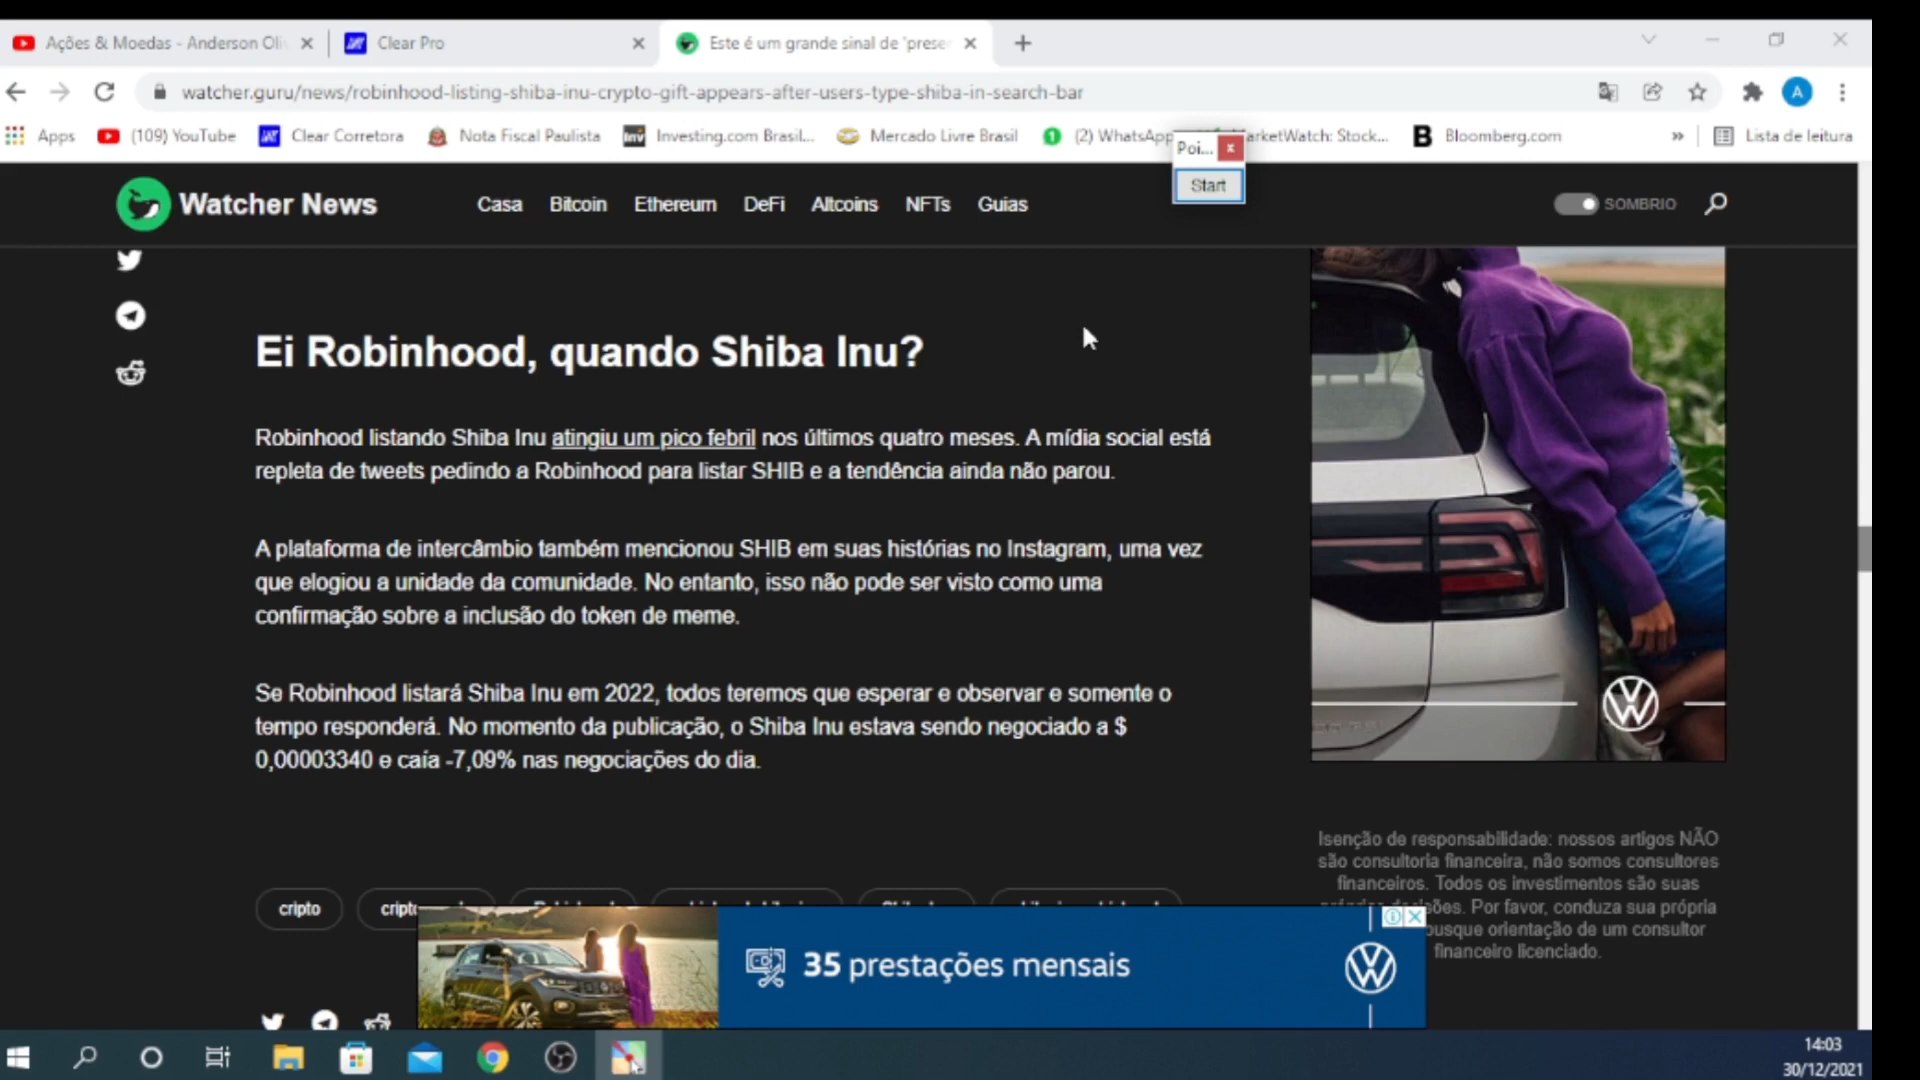 Ações & Moedas - Anderson Oli
Clear Pro
Este é um grande sinal de "prese
watcher.guru/news/robinhood-listing-shiba-inu-crypto-gift-appears-after-users-type-shiba-in-search-bar
A
Apps
(109) YouTube
Clear Corretora
Nota Fiscal Paulista
Investing.com Brasil...
Mercado Livre Brasil
(2) WhatsApp
arketWatch: Stock...
Bloomberg.com
»
Lista de leitura
Poi...
x
Start
Watcher News
Casa
Bitcoin
Ethereum
DeFi
Altcoins
NFTs
Guias
SOMBRIO
Ei Robinhood, quando Shiba Inu?
Robinhood listando Shiba Inu atingiu um pico febril nos últimos quatro meses. A mídia social está
repleta de tweets pedindo a Robinhood para listar SHIB e a tendência ainda não parou.
A plataforma de intercâmbio também mencionou SHIB em suas histórias no Instagram, uma vez
que elogiou a unidade da comunidade. No entanto, isso não pode ser visto como uma
confirmação sobre a inclusão do token de meme.
Se Robinhood listará Shiba Inu em 2022, todos teremos que esperar e observar e somente o
tempo responderá. No momento da publicação, o Shiba Inu estava sendo negociado a $
0,00003340 e caía -7,09% nas negociações do dia.
Isenção de responsabilidade: nossos artigos NÃO
são consultoria financeira, não somos consultores
financeiros. Todos os investimentos são suas
sões. Por favor, conduza sua própria
busque orientação de um consultor
financeiro licenciado.
cripto
cripto
35 prestações mensais
14:03
30/12/2021